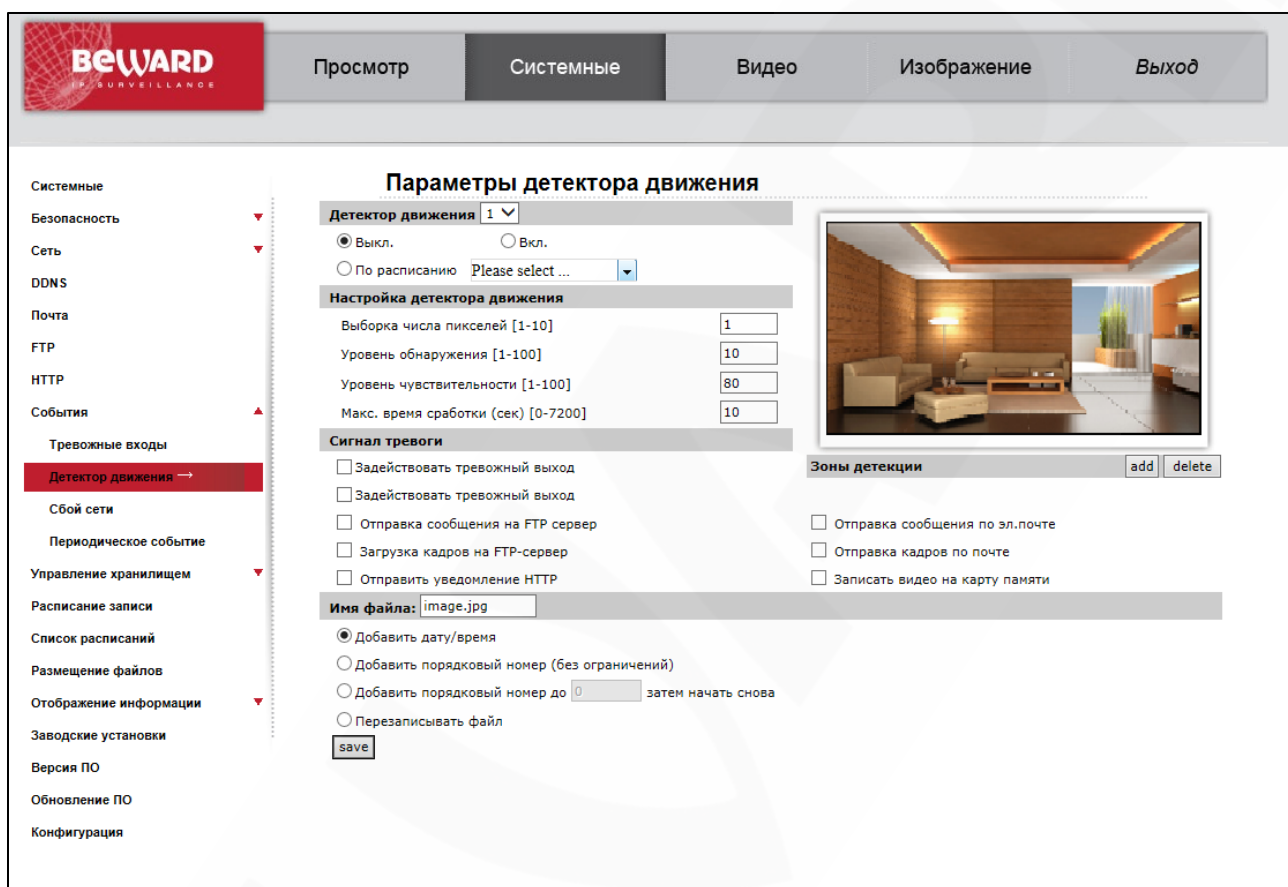 BEWARD
IP SURVEILLANCE
Просмотр
Системные
Видео
Изображение
Выход
Системные
Безопасность
Сеть
DDNS
Почта
FTP
HTTP
События
Тревожные входы
Детектор движения →
Сбой сети
Периодическое событие
Управление хранилищем
Расписание записи
Список расписаний
Размещение файлов
Отображение информации
Заводские установки
Версия ПО
Обновление ПО
Конфигурация
Параметры детектора движения
Детектор движения 1
Выкл. Вкл.
По расписанию Please select ...
Настройка детектора движения
Выборка числа пикселей [1-10] 1
Уровень обнаружения [1-100] 10
Уровень чувствительности [1-100] 80
Макс. время сработки (сек) [0-7200] 10
Сигнал тревоги
Зоны детекции add delete
Задействовать тревожный выход
Задействовать тревожный выход
Отправка сообщения на FTP сервер Отправка сообщения по эл.почте
Загрузка кадров на FTP-сервер Отправка кадров по почте
Отправить уведомление HTTP Записать видео на карту памяти
Имя файла: image.jpg
Добавить дату/время
Добавить порядковый номер (без ограничений)
Добавить порядковый номер до 0 затем начать снова
Перезаписывать файл
save